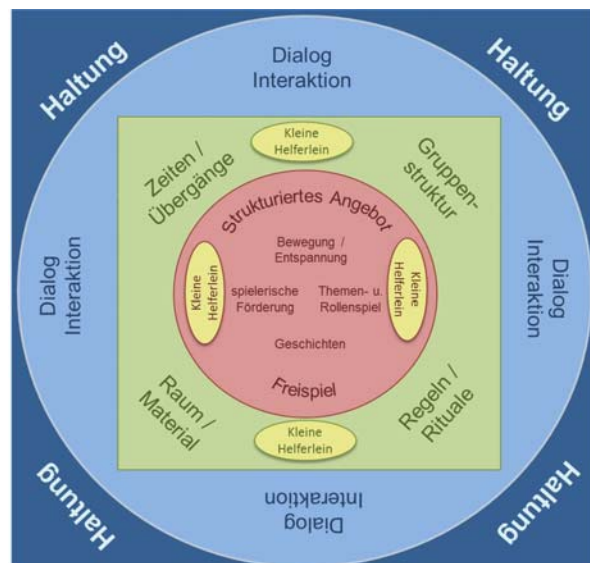 Haltung
Dialog
Interaktion
Haltung
Kleine
Helferlein
Zeiten /
Übergänge
Gruppen-
struktur
Strukturiertes Angebot
Bewegung /
Entspannung
Dialog
Interaktion
Kleine
Helferlein
spielerische
Förderung
Themen- u.
Rollenspiel
Kleine
Helferlein
Dialog
Interaktion
Geschichten
Freispiel
Raum /
Material
Regeln /
Rituale
Kleine
Helferlein
Haltung
Dialog
Interaktion
Haltung